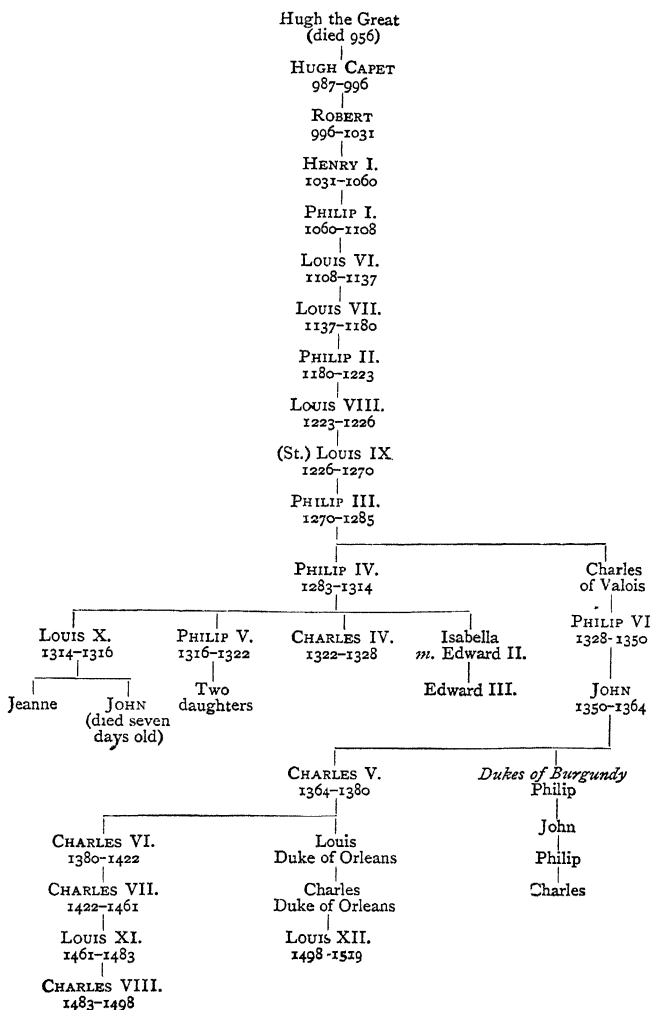 Hugh the Great
(died 956)
HUGH CAPET
987–996
ROBERT
996–1031
HENRY I.
1031–1060
PHILIP I.
1060–1108
LOUIS VI.
1108–1137
LOUIS VII.
1137–1180
PHILIP II.
1180–1223
LOUIS VIII.
1223–1226
(St.) LOUIS IX.
1226–1270
PHILIP III.
1270–1285
PHILIP IV.
1283–1314
Charles
of Valois
LOUIS X.
1314–1316
PHILIP V.
1316–1322
CHARLES IV.
1322–1328
Isabella
m. Edward II.
PHILIP VI
1328-1350
Jeanne
JOHN
(died seven
days old)
Two
daughters
Edward III.
JOHN
1350-1364
CHARLES V.
1364–1380
Dukes of Burgundy
Philip
John
Philip
Charles
CHARLES VI.
1380-1422
Louis
Duke of Orleans
CHARLES VII.
1422–1461
Charles
Duke of Orleans
LOUIS XI.
1461–1483
LOUIS XII.
1498-1519
CHARLES VIII.
1483–1498